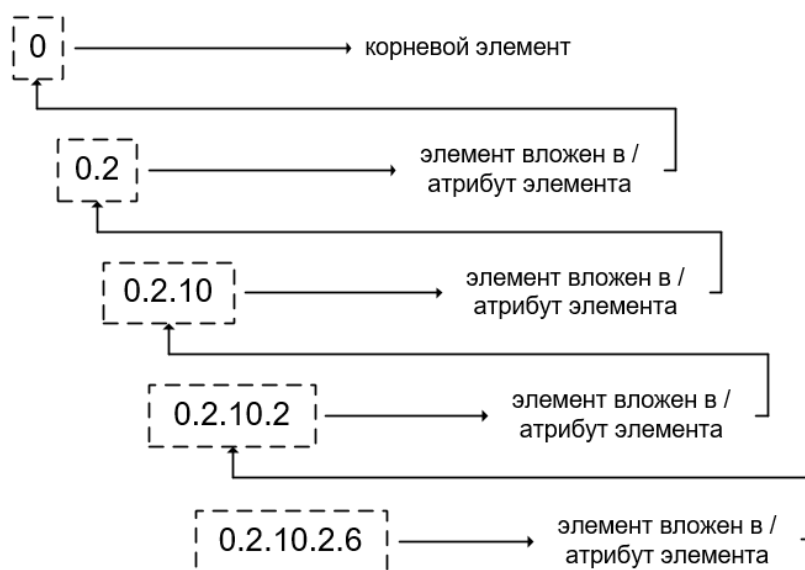 0
корневой элемент
0.2
элемент вложен в /
атрибут элемента
0.2.10
элемент вложен в /
атрибут элемента
0.2.10.2
элемент вложен в /
атрибут элемента
0.2.10.2.6
элемент вложен в /
атрибут элемента